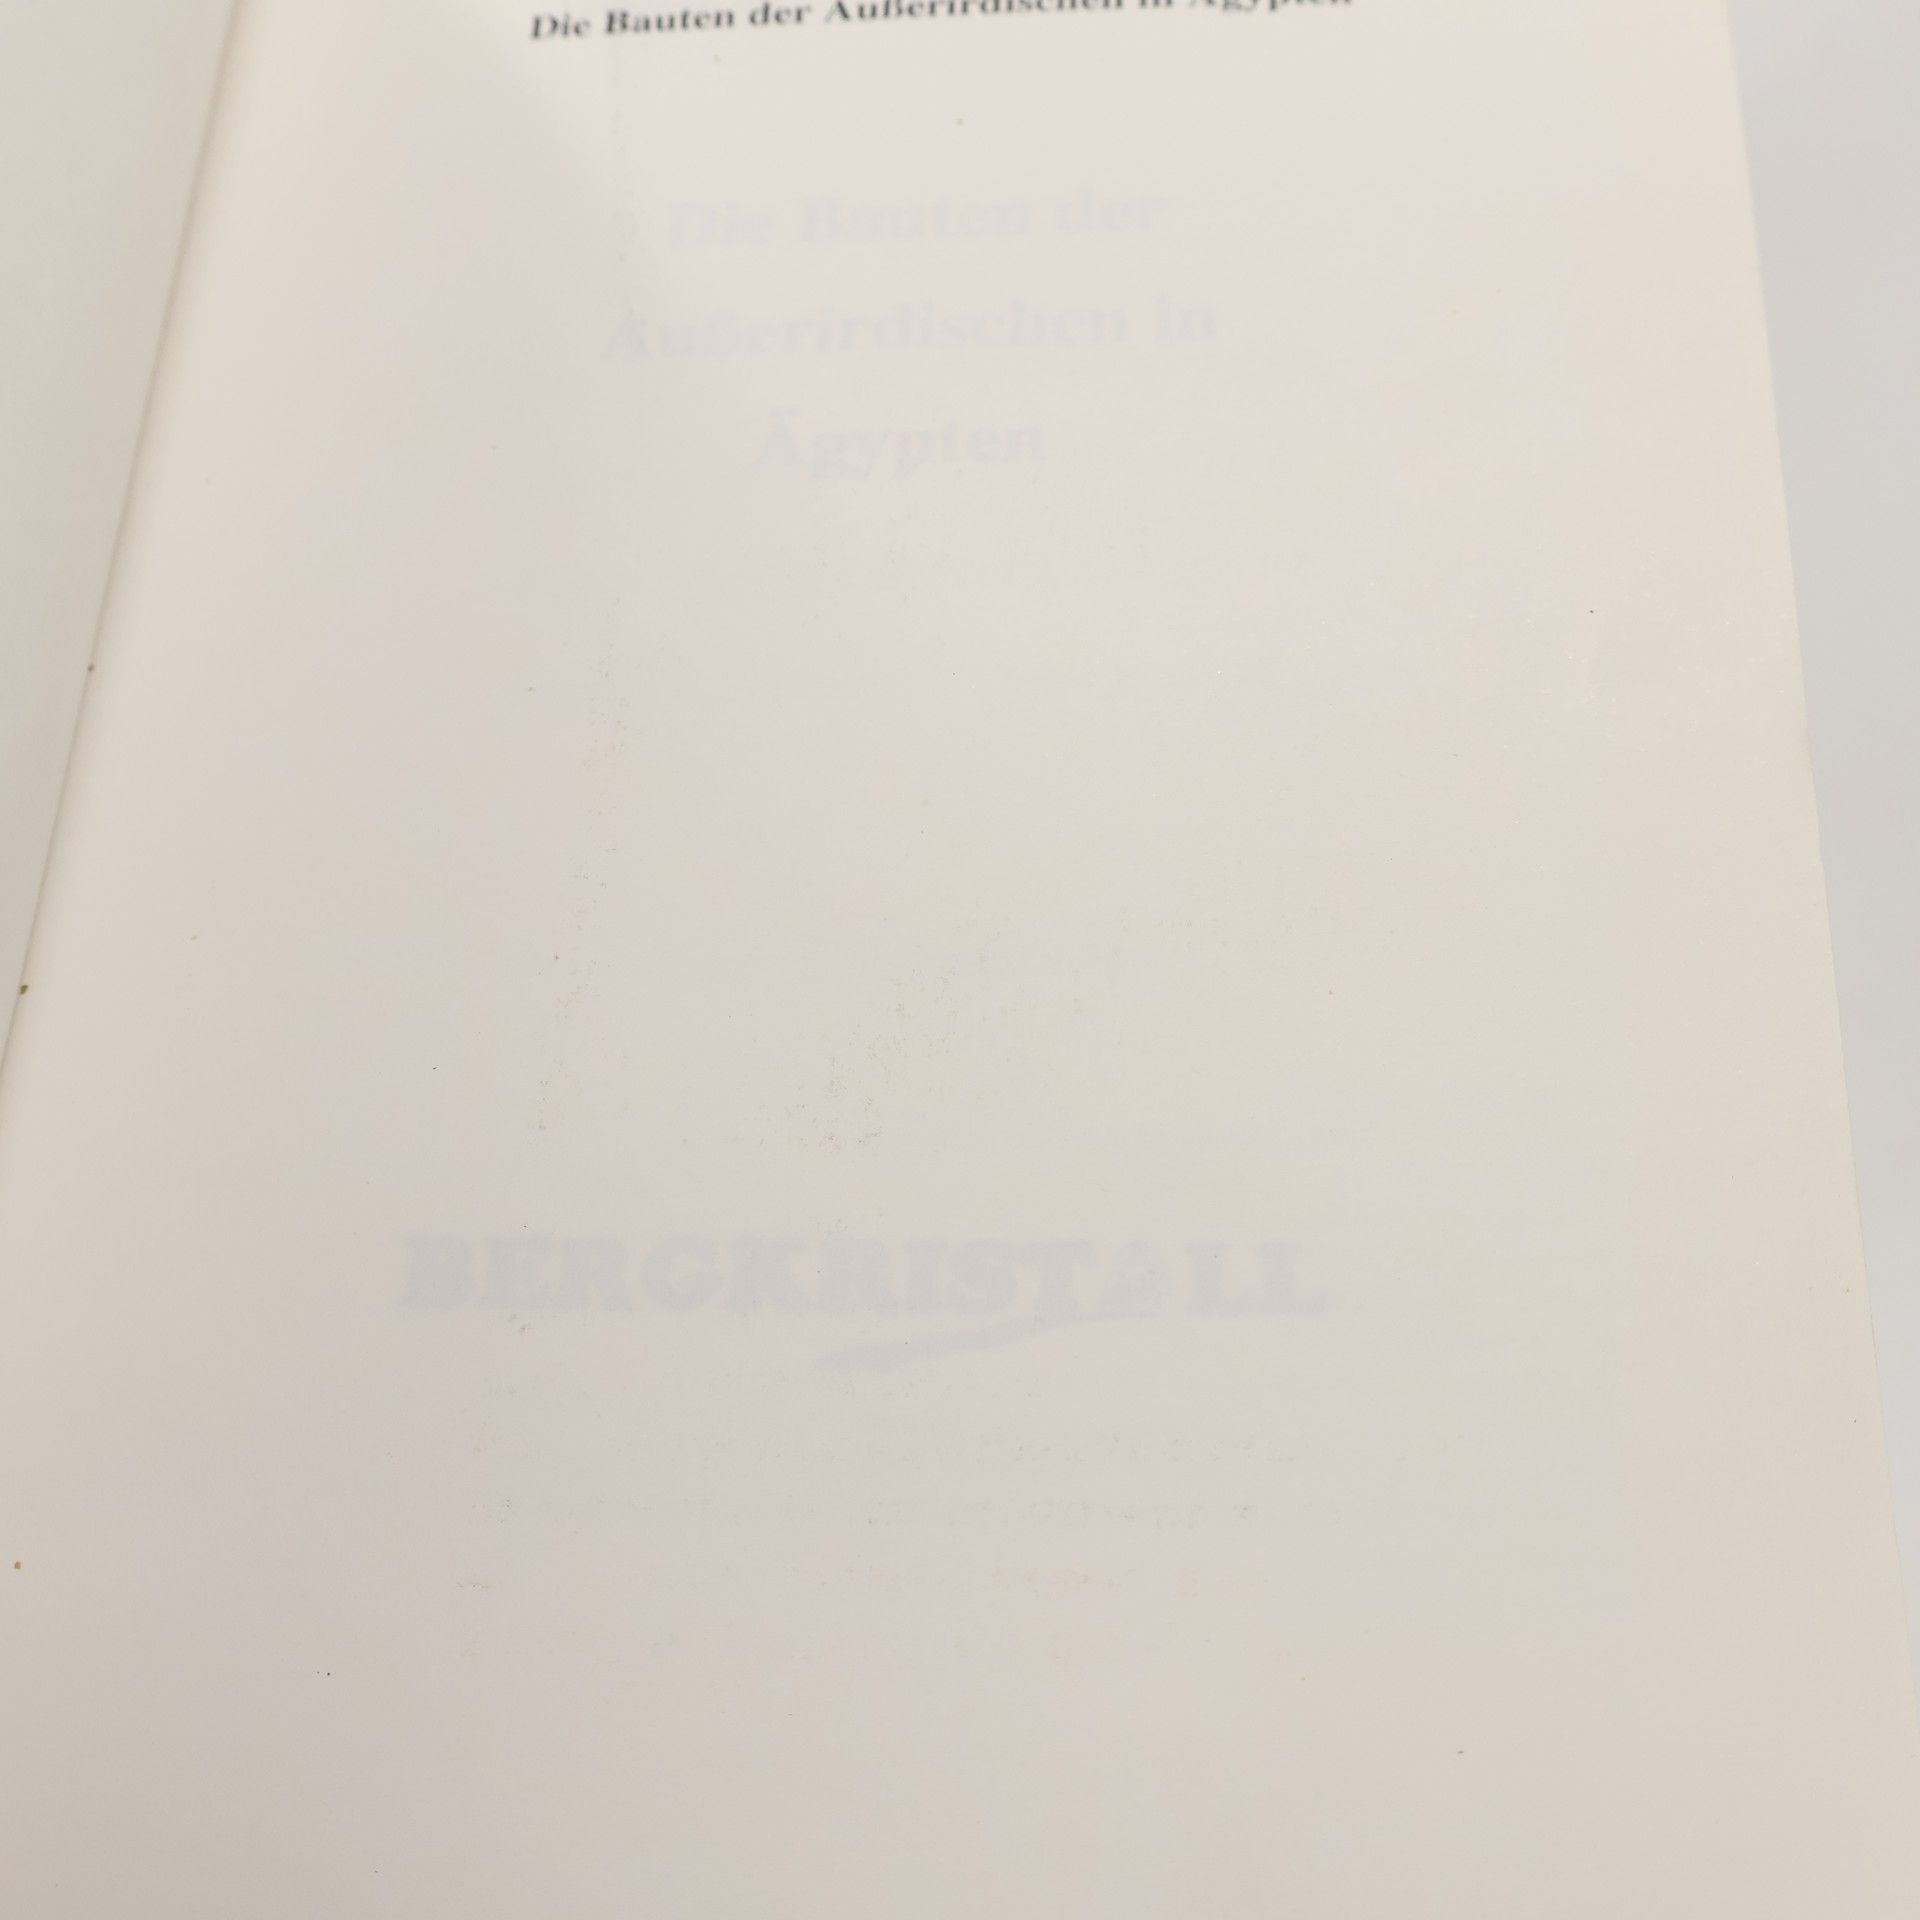 Die Bauten der Außerirdischen in Ägypten
Die Bauten der
Außerirdischen in
Ägypten
BERGKRISTALL